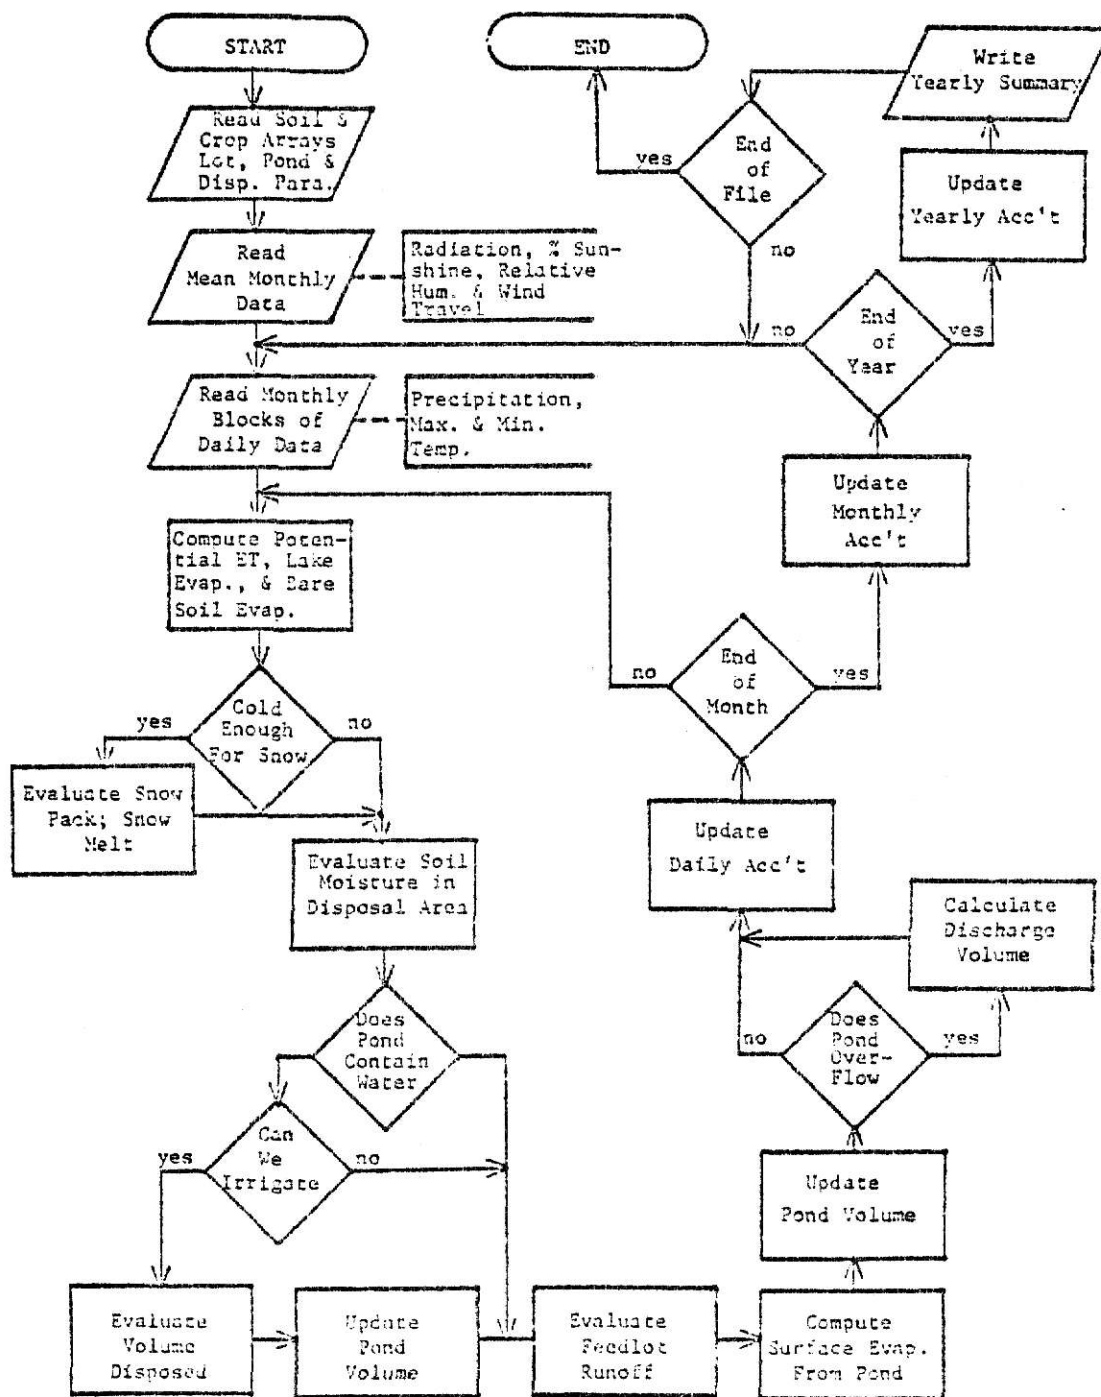 START
Read Soil &
Crop Arrays
Lot, Pond &
Disp. Para.
Read
Mean Monthly
Data
Radiation, % Sun-
shine, Relative
Hum. & Wind
Travel
Read Monthly
Blocks of
Daily Data
Precipitation,
Max. & Min.
Temp.
Compute Poten-
tial ET, Lake
Evap., & Bare
Soil Evap.
yes
Cold
Enough
For Snow
no
Evaluate Snow
Pack; Snow
Melt
Evaluate Soil
Moisture in
Disposal Area
Does
Pond
Contain
Water
yes
Can
We
Irrigate
no
Evaluate
Volume
Disposed
Update
Pond
Volume
Evaluate
Feedlot
Runoff
Compute
Surface Evap.
From Pond
Update
Pond Volume
no
Does
Pond
Over-
Flow
yes
Calculate
Discharge
Volume
Update
Daily Acc't
no
End
of
Month
yes
Update
Monthly
Acc't
no
End
of
Year
yes
Update
Yearly Acc't
Write
Yearly Summary
yes
End
of
File
no
END